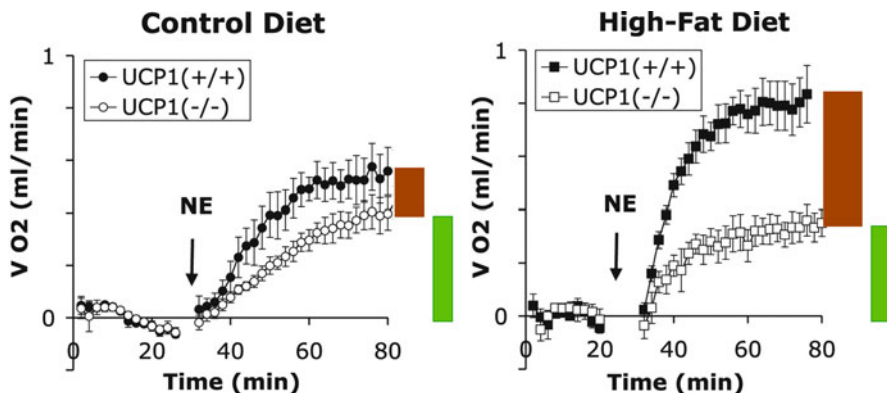 Control Diet
1
UCP1(+/+)
UCP1(-/-)
V O2 (ml/min)
NE
0
0 20 40 60 80
Time (min)
High-Fat Diet
1
UCP1(+/+)
UCP1(-/-)
V O2 (ml/min)
NE
0
0 20 40 60 80
Time (min)